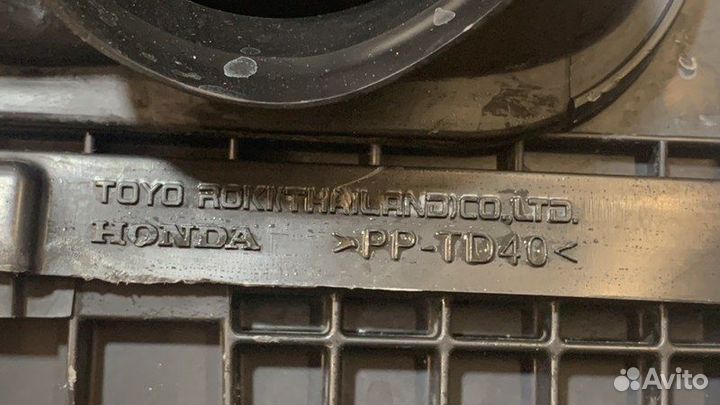 TOYO ROKI(THAILAND)CO.,LTD.
HONDA >PP-TD40<
Avito